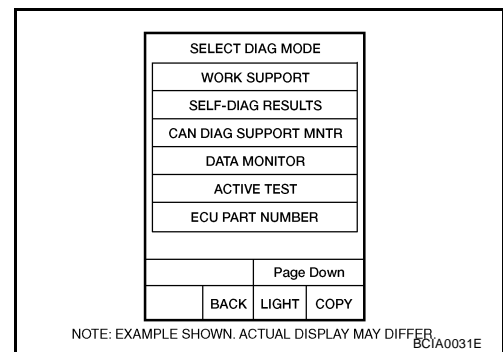 SELECT DIAG MODE
WORK SUPPORT
SELF-DIAG RESULTS
CAN DIAG SUPPORT MNTR
DATA MONITOR
ACTIVE TEST
ECU PART NUMBER
Page Down
BACK LIGHT COPY
NOTE: EXAMPLE SHOWN. ACTUAL DISPLAY MAY DIFFER.
BCIA0031E